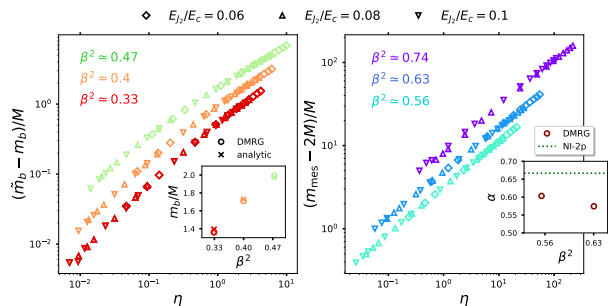 E_{J_2}/E_c = 0.06 E_{J_2}/E_c = 0.08 E_{J_2}/E_c = 0.1
β² ≃ 0.47
β² ≃ 0.4
β² ≃ 0.33
(m̃_b − m_b)/M
10⁰
10⁻¹
10⁻²
10⁻² 10⁻¹ 10⁰ 10¹
η
DMRG
analytic
m_b/M
2.0
1.8
1.6
1.4
0.33 0.40 0.47
β²
β² ≃ 0.74
β² ≃ 0.63
β² ≃ 0.56
(m_mes − 2M)/M
10²
10¹
10⁰
10⁻¹ 10⁰ 10¹ 10²
η
DMRG
NI-2p
α
0.70
0.65
0.60
0.55
0.50
0.56 0.63
β²